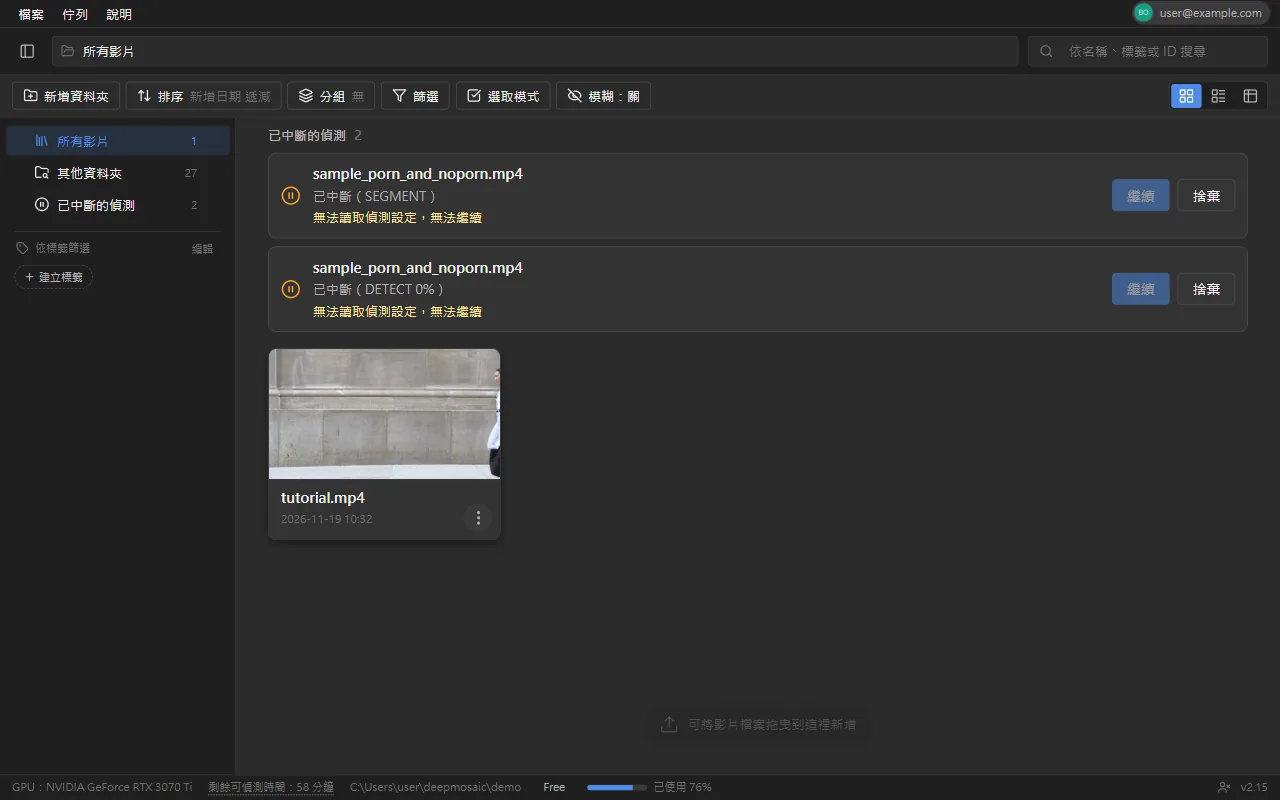 檔案 佇列 說明
BO user@example.com
所有影片
依名稱、標籤或 ID 搜尋
新增資料夾 排序 新增日期 遞減 分組 無 篩選 選取模式 模糊：關
所有影片 1
其他資料夾 27
已中斷的偵測 2
依標籤篩選 編輯
+ 建立標籤
已中斷的偵測 2
sample_porn_and_noporn.mp4
已中斷（SEGMENT）
無法讀取偵測設定，無法繼續
繼續 捨棄
sample_porn_and_noporn.mp4
已中斷（DETECT 0%）
無法讀取偵測設定，無法繼續
繼續 捨棄
tutorial.mp4
2026-11-19 10:32
可將影片檔案拖曳到這裡新增
GPU：NVIDIA GeForce RTX 3070 Ti 剩餘可偵測時間：58 分鐘 C:\Users\user\deepmosaic\demo Free 已使用 76% v2.15